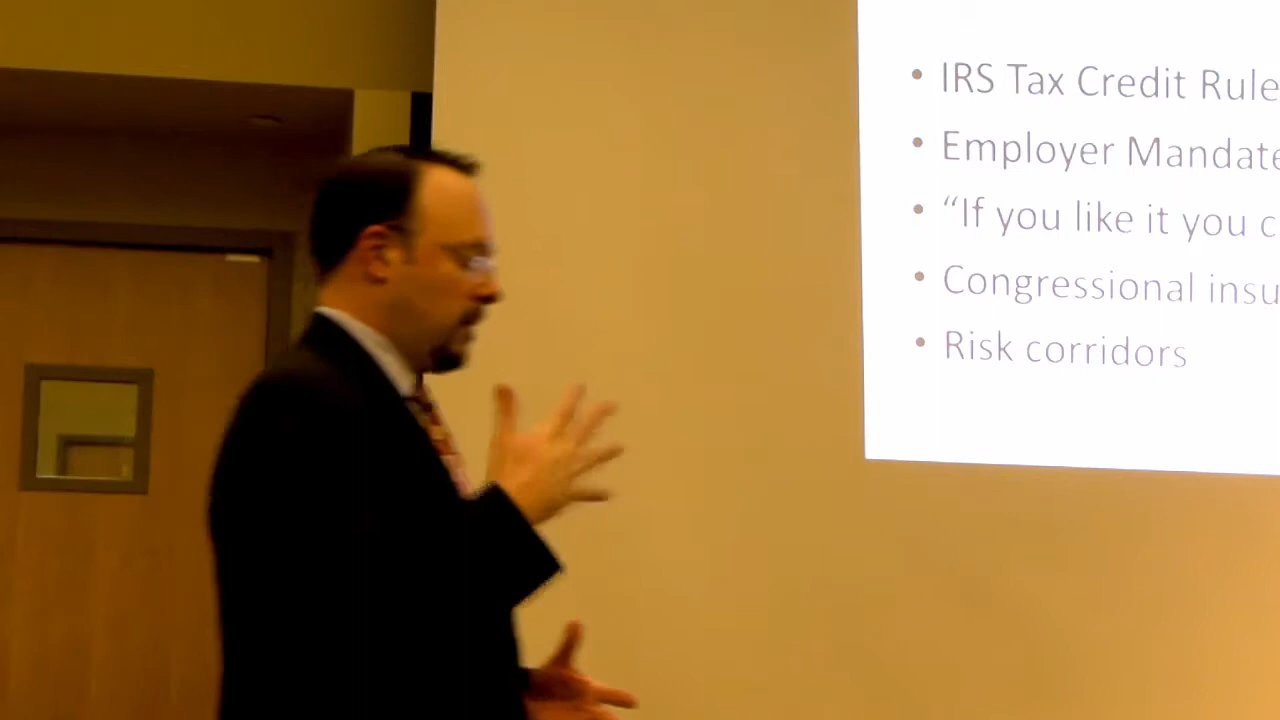 • IRS Tax Credit Rule
• Employer Mandate
• “If you like it you c
• Congressional insu
• Risk corridors